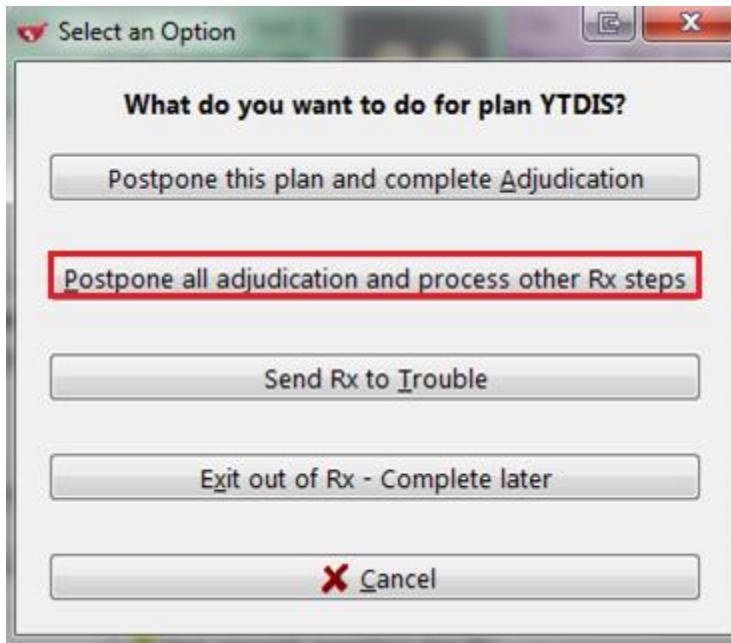 Select an Option
What do you want to do for plan YTDIS?
Postpone this plan and complete Adjudication
Postpone all adjudication and process other Rx steps
Send Rx to Trouble
Exit out of Rx - Complete later
Cancel